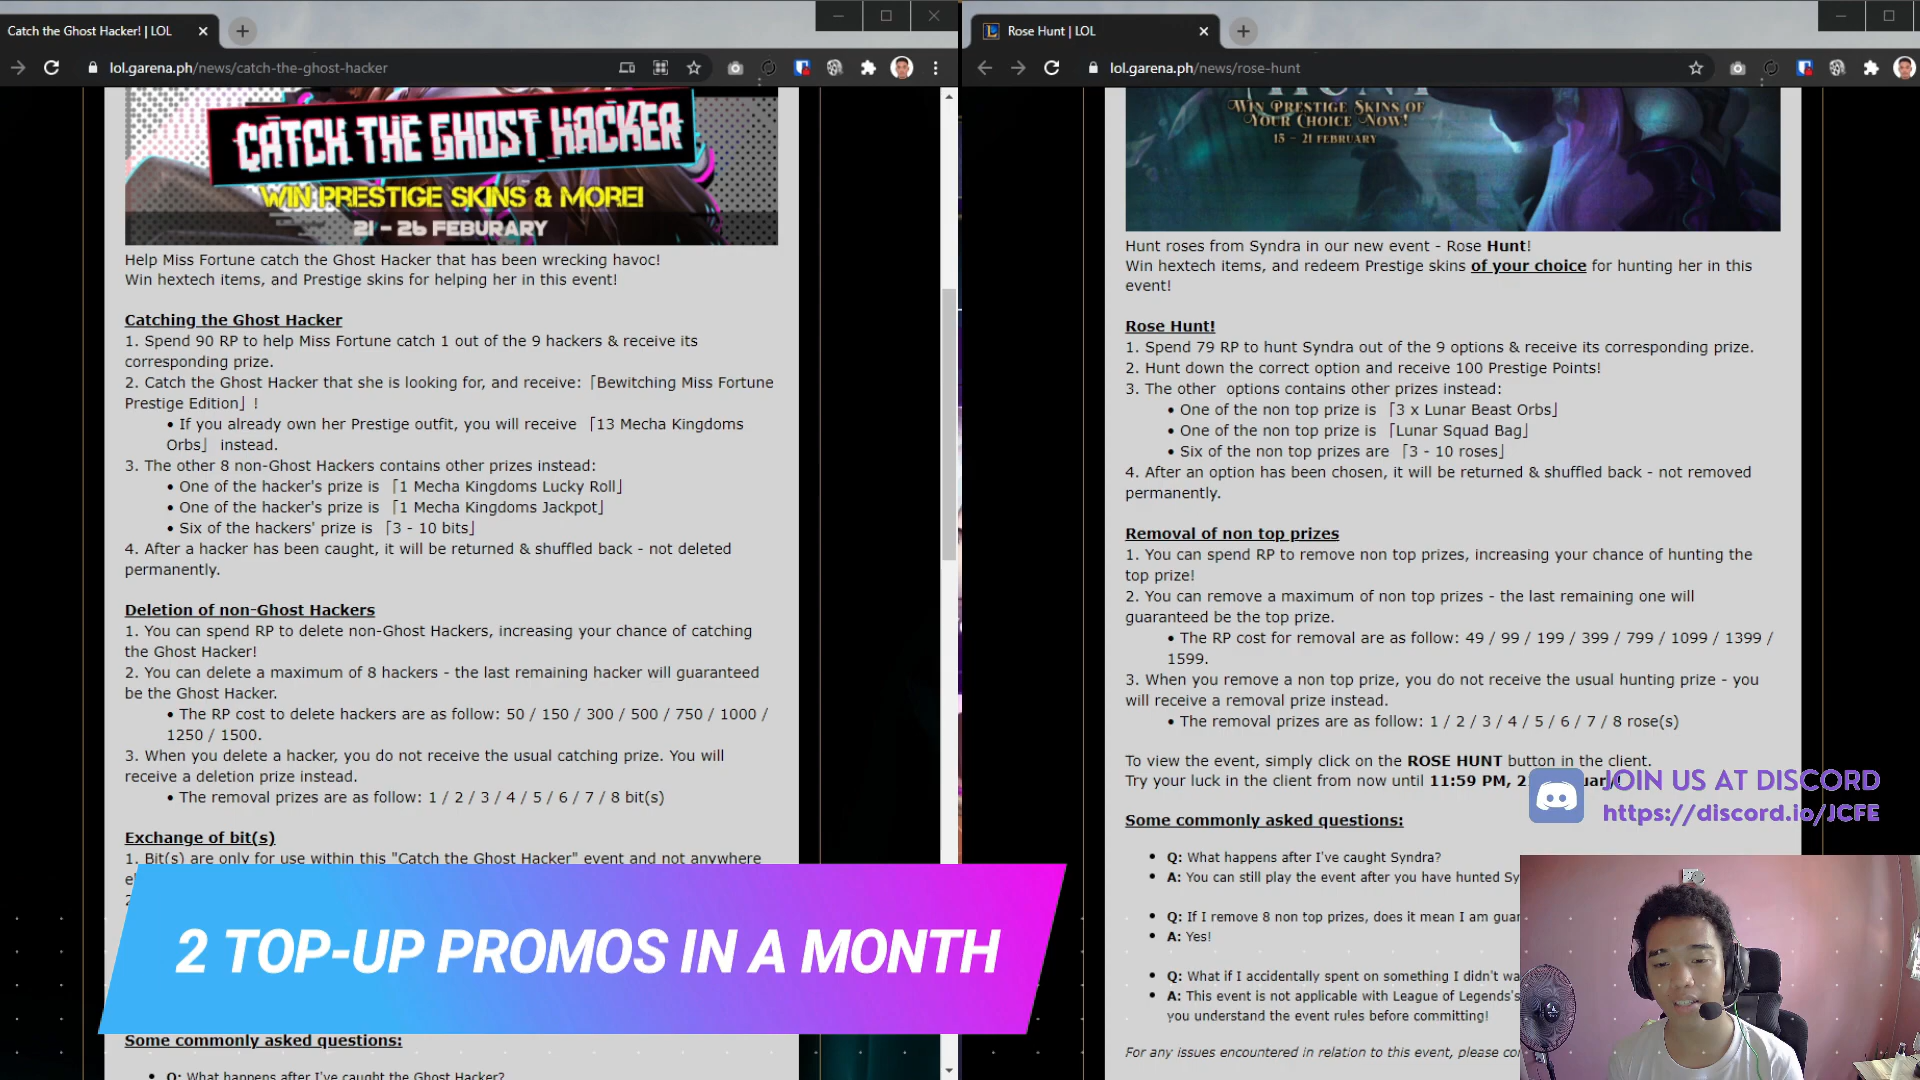 Catch the Ghost Hacker! | LOL
lol.garena.ph/news/catch-the-ghost-hacker
CATCH THE GHOST HACKER
WIN PRESTIGE SKINS & MORE!
21 - 26 FEBURARY
Help Miss Fortune catch the Ghost Hacker that has been wrecking havoc!
Win hextech items, and Prestige skins for helping her in this event!
Catching the Ghost Hacker
1. Spend 90 RP to help Miss Fortune catch 1 out of the 9 hackers & receive its
corresponding prize.
2. Catch the Ghost Hacker that she is looking for, and receive:「Bewitching Miss Fortune
Prestige Edition」!
• If you already own her Prestige outfit, you will receive 「13 Mecha Kingdoms
Orbs」 instead.
3. The other 8 non-Ghost Hackers contains other prizes instead:
• One of the hacker's prize is 「1 Mecha Kingdoms Lucky Roll」
• One of the hacker's prize is 「1 Mecha Kingdoms Jackpot」
• Six of the hackers' prize is 「3 - 10 bits」
4. After a hacker has been caught, it will be returned & shuffled back - not deleted
permanently.
Deletion of non-Ghost Hackers
1. You can spend RP to delete non-Ghost Hackers, increasing your chance of catching
the Ghost Hacker!
2. You can delete a maximum of 8 hackers - the last remaining hacker will guaranteed
be the Ghost Hacker.
• The RP cost to delete hackers are as follow: 50 / 150 / 300 / 500 / 750 / 1000 /
1250 / 1500.
3. When you delete a hacker, you do not receive the usual catching prize. You will
receive a deletion prize instead.
• The removal prizes are as follow: 1 / 2 / 3 / 4 / 5 / 6 / 7 / 8 bit(s)
Exchange of bit(s)
1. Bit(s) are only for use within this "Catch the Ghost Hacker" event and not anywhere
2 TOP-UP PROMOS IN A MONTH
Some commonly asked questions:
• Q: What happens after I've caught the Ghost Hacker?
Rose Hunt | LOL
lol.garena.ph/news/rose-hunt
HUNT
WIN PRESTIGE SKINS OF
YOUR CHOICE NOW!
15 - 21 FEBRUARY
Hunt roses from Syndra in our new event - Rose Hunt!
Win hextech items, and redeem Prestige skins of your choice for hunting her in this
event!
Rose Hunt!
1. Spend 79 RP to hunt Syndra out of the 9 options & receive its corresponding prize.
2. Hunt down the correct option and receive 100 Prestige Points!
3. The other options contains other prizes instead:
• One of the non top prize is 「3 x Lunar Beast Orbs」
• One of the non top prize is 「Lunar Squad Bag」
• Six of the non top prizes are 「3 - 10 roses」
4. After an option has been chosen, it will be returned & shuffled back - not removed
permanently.
Removal of non top prizes
1. You can spend RP to remove non top prizes, increasing your chance of hunting the
top prize!
2. You can remove a maximum of non top prizes - the last remaining one will
guaranteed be the top prize.
• The RP cost for removal are as follow: 49 / 99 / 199 / 399 / 799 / 1099 / 1399 /
1599.
3. When you remove a non top prize, you do not receive the usual hunting prize - you
will receive a removal prize instead.
• The removal prizes are as follow: 1 / 2 / 3 / 4 / 5 / 6 / 7 / 8 rose(s)
To view the event, simply click on the ROSE HUNT button in the client.
Try your luck in the client from now until 11:59 PM,
JOIN US AT DISCORD
https://discord.io/JCFE
Some commonly asked questions:
• Q: What happens after I've caught Syndra?
• A: You can still play the event after you have hunted Sy
• Q: If I remove 8 non top prizes, does it mean I am guar
• A: Yes!
• Q: What if I accidentally spent on something I didn't wa
• A: This event is not applicable with League of Legends's
you understand the event rules before committing!
For any issues encountered in relation to this event, please con